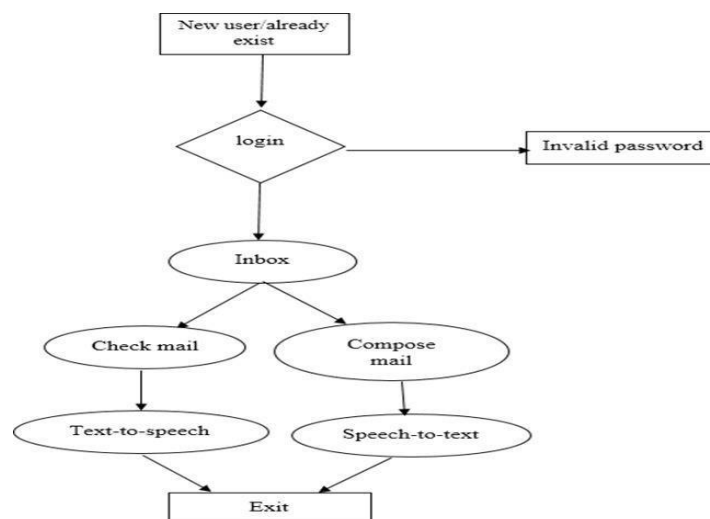 New user/already
exist
login
Invalid password
Inbox
Check mail
Compose
mail
Text-to-speech
Speech-to-text
Exit